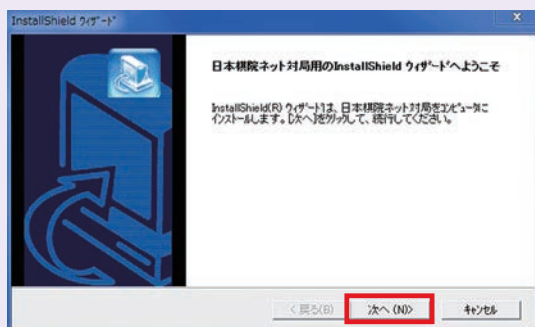 InstallShield ウィザード
日本棋院ネット対局用のInstallShield ウィザードへようこそ
InstallShield(R) ウィザードは、日本棋院ネット対局をコンピュータに
インストールします。[次へ]をクリックして、続行してください。
< 戻る(B)
次へ (N)>
キャンセル